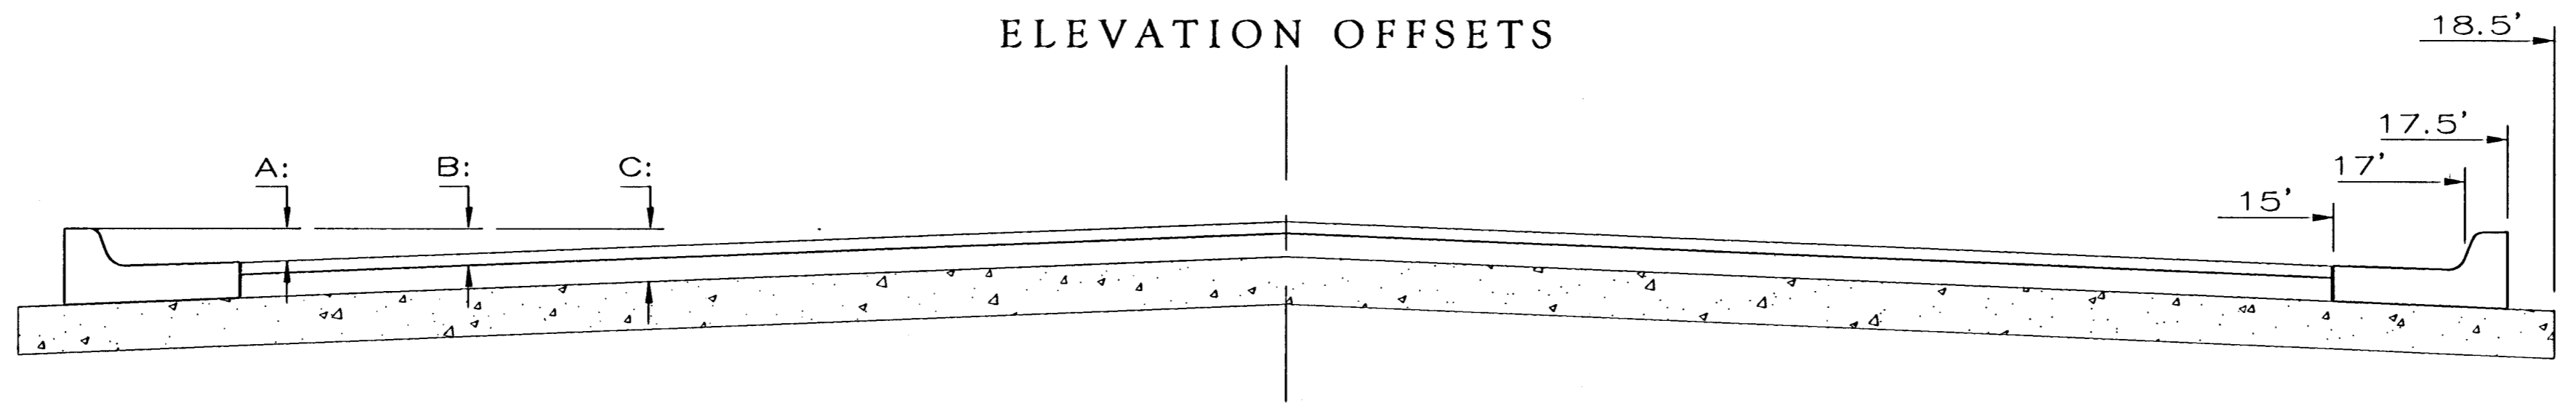 ELEVATION OFFSETS
18.5'
17.5'
A:
B:
C:
17'
15'